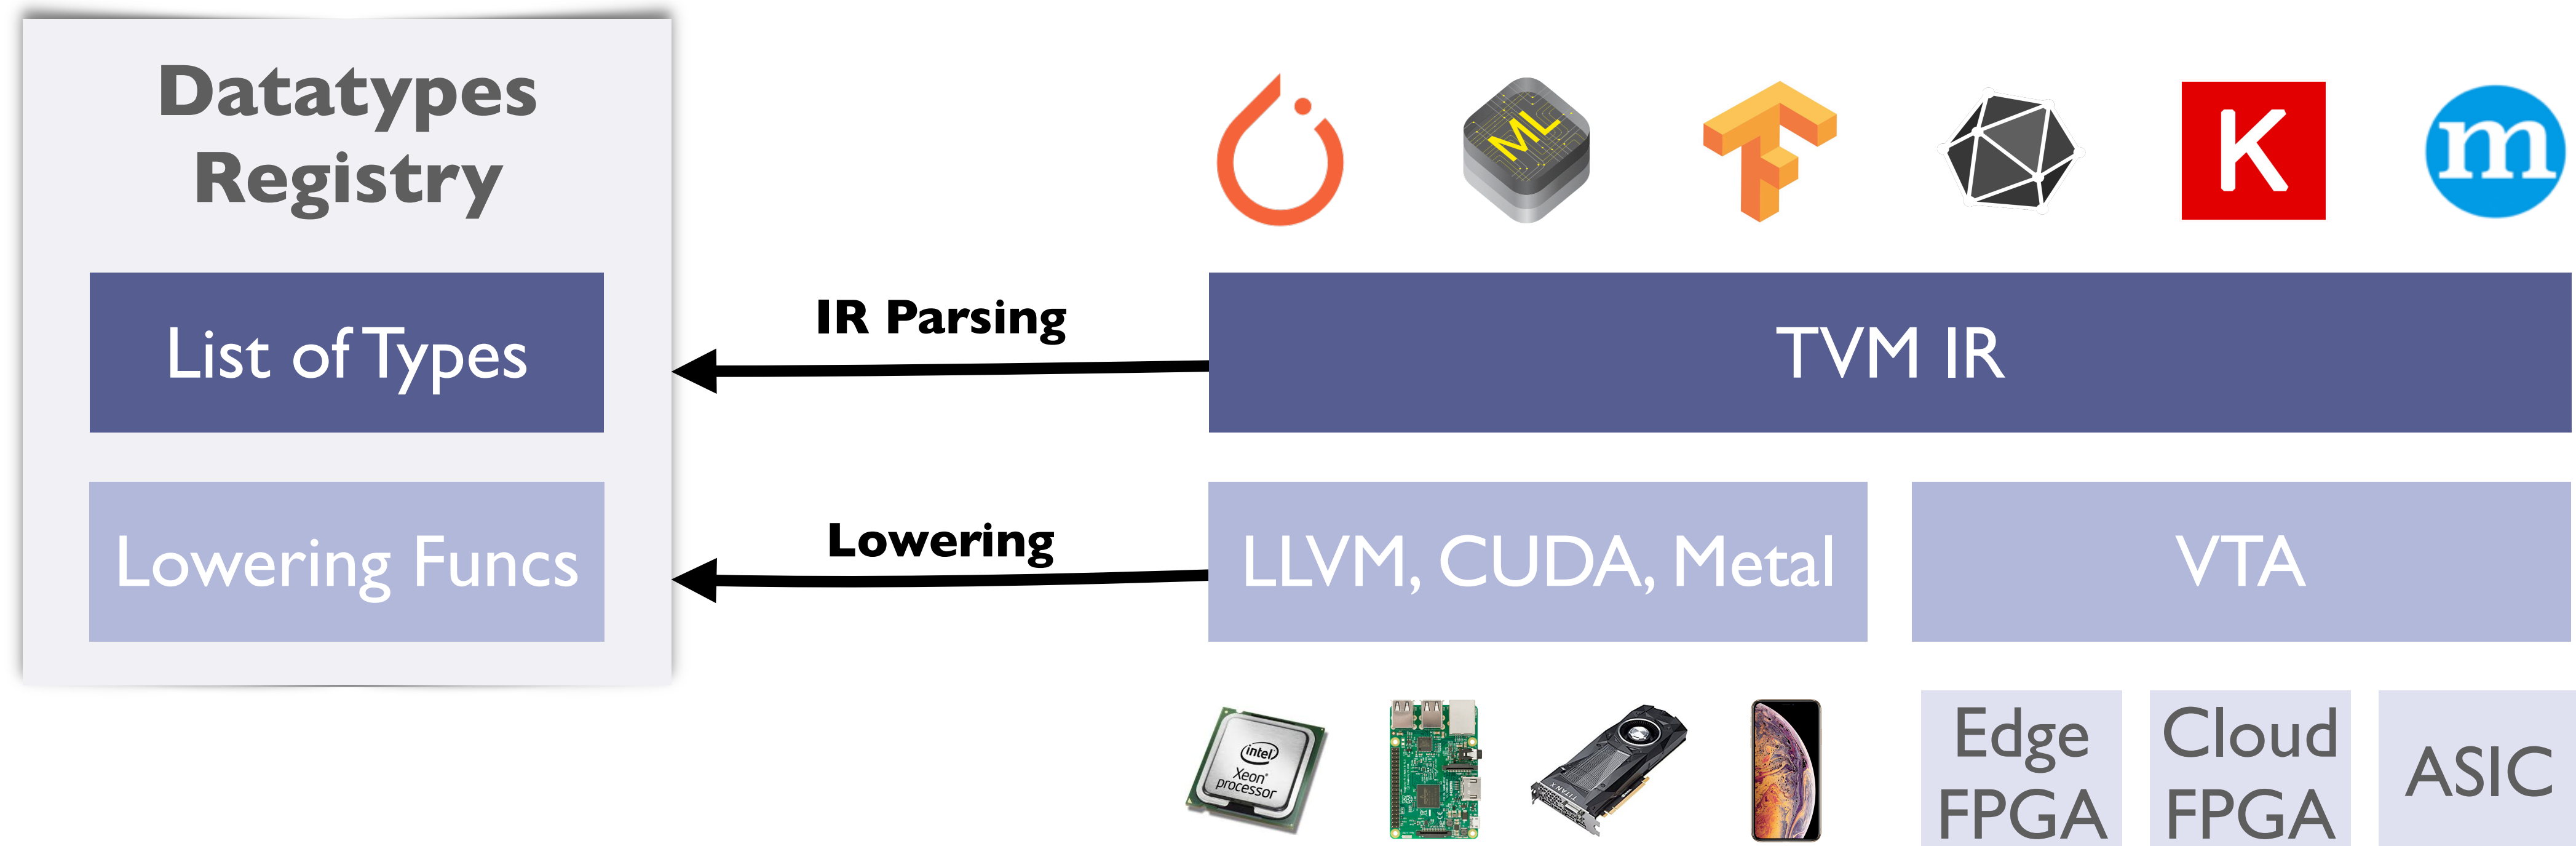 Datatypes
Registry
List of Types
Lowering Funcs
IR Parsing
Lowering
ML
K
m
TVM IR
LLVM, CUDA, Metal
VTA
intel
Xeon®
processor
TITAN X
Edge
FPGA
Cloud
FPGA
ASIC